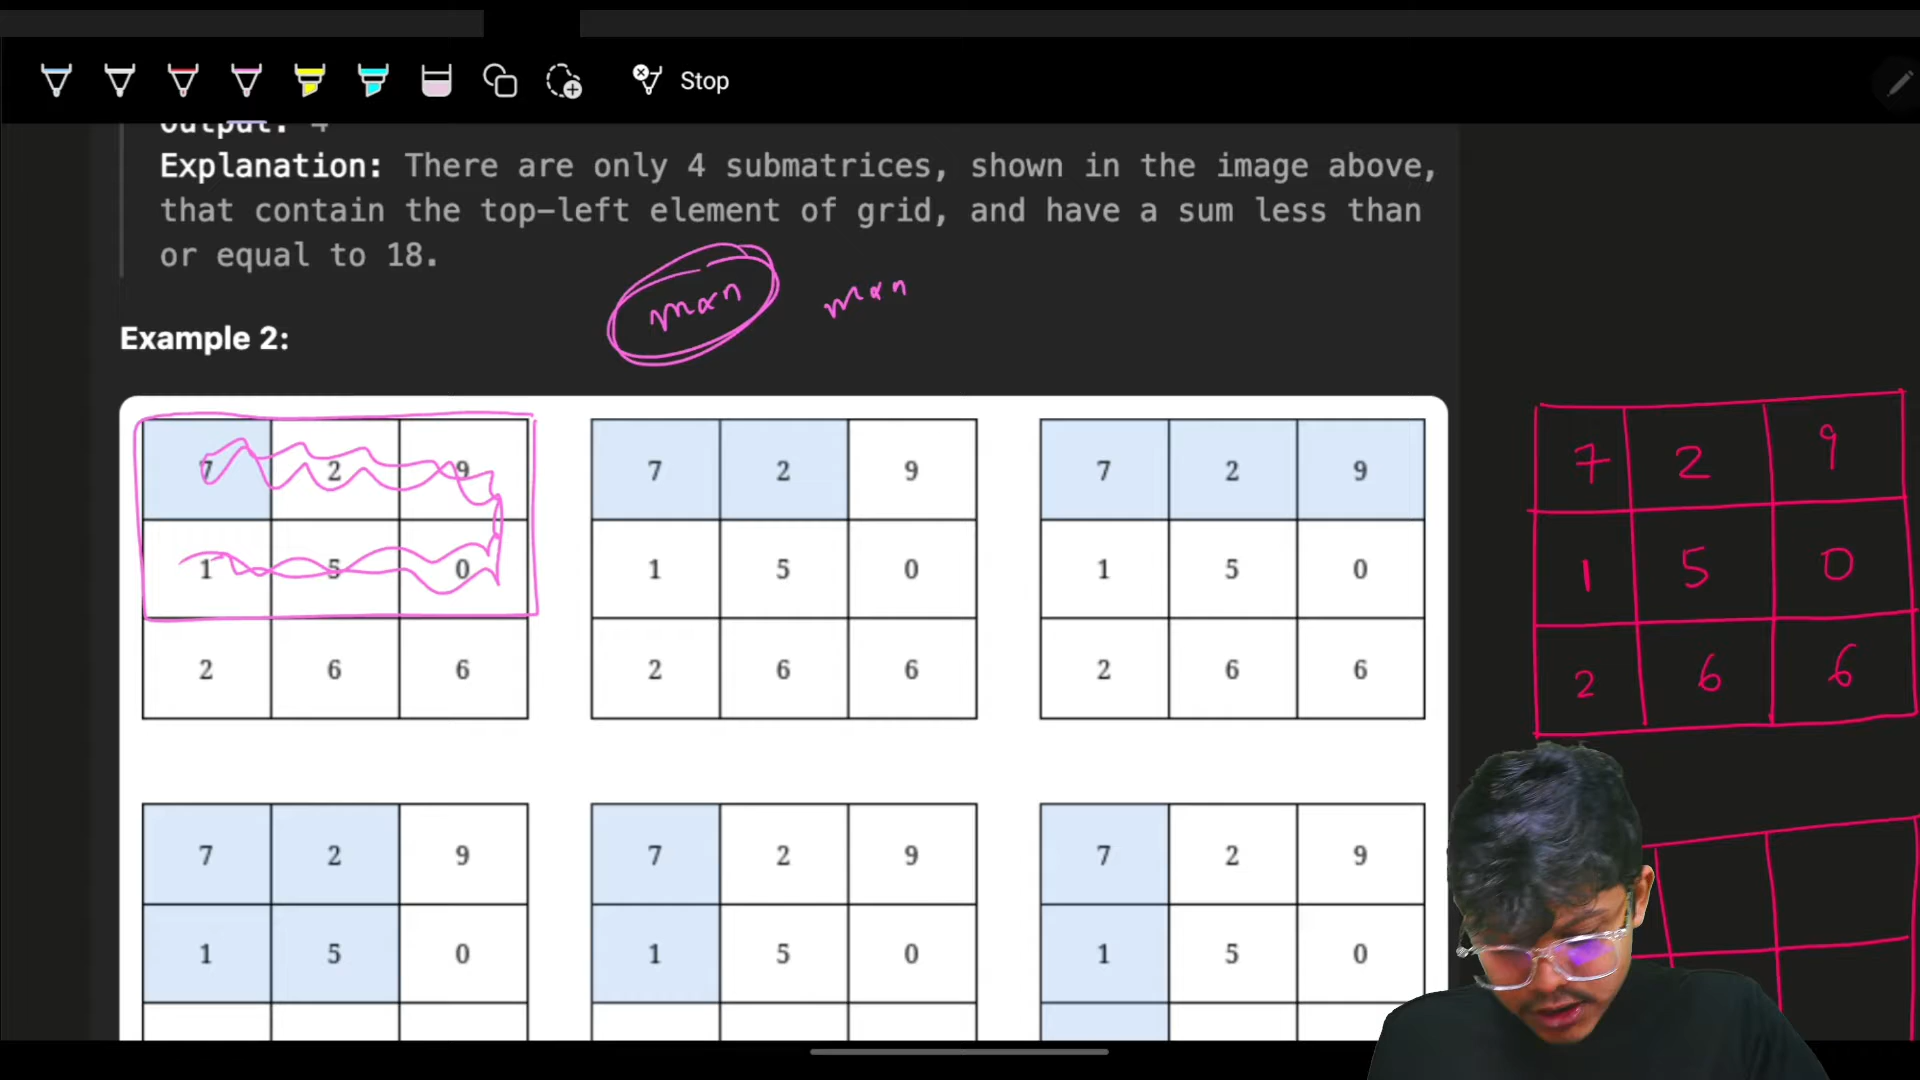 Stop
Output: 4
Explanation: There are only 4 submatrices, shown in the image above,
that contain the top-left element of grid, and have a sum less than
or equal to 18.
m x n m x n
Example 2:
7 2 9
1 5 0
2 6 6
7 2 9
1 5 0
2 6 6
7 2 9
1 5 0
2 6 6
7 2 9
1 5 0
2 6 6
7 2 9
1 5 0
7 2 9
1 5 0
7 2 9
1 5 0